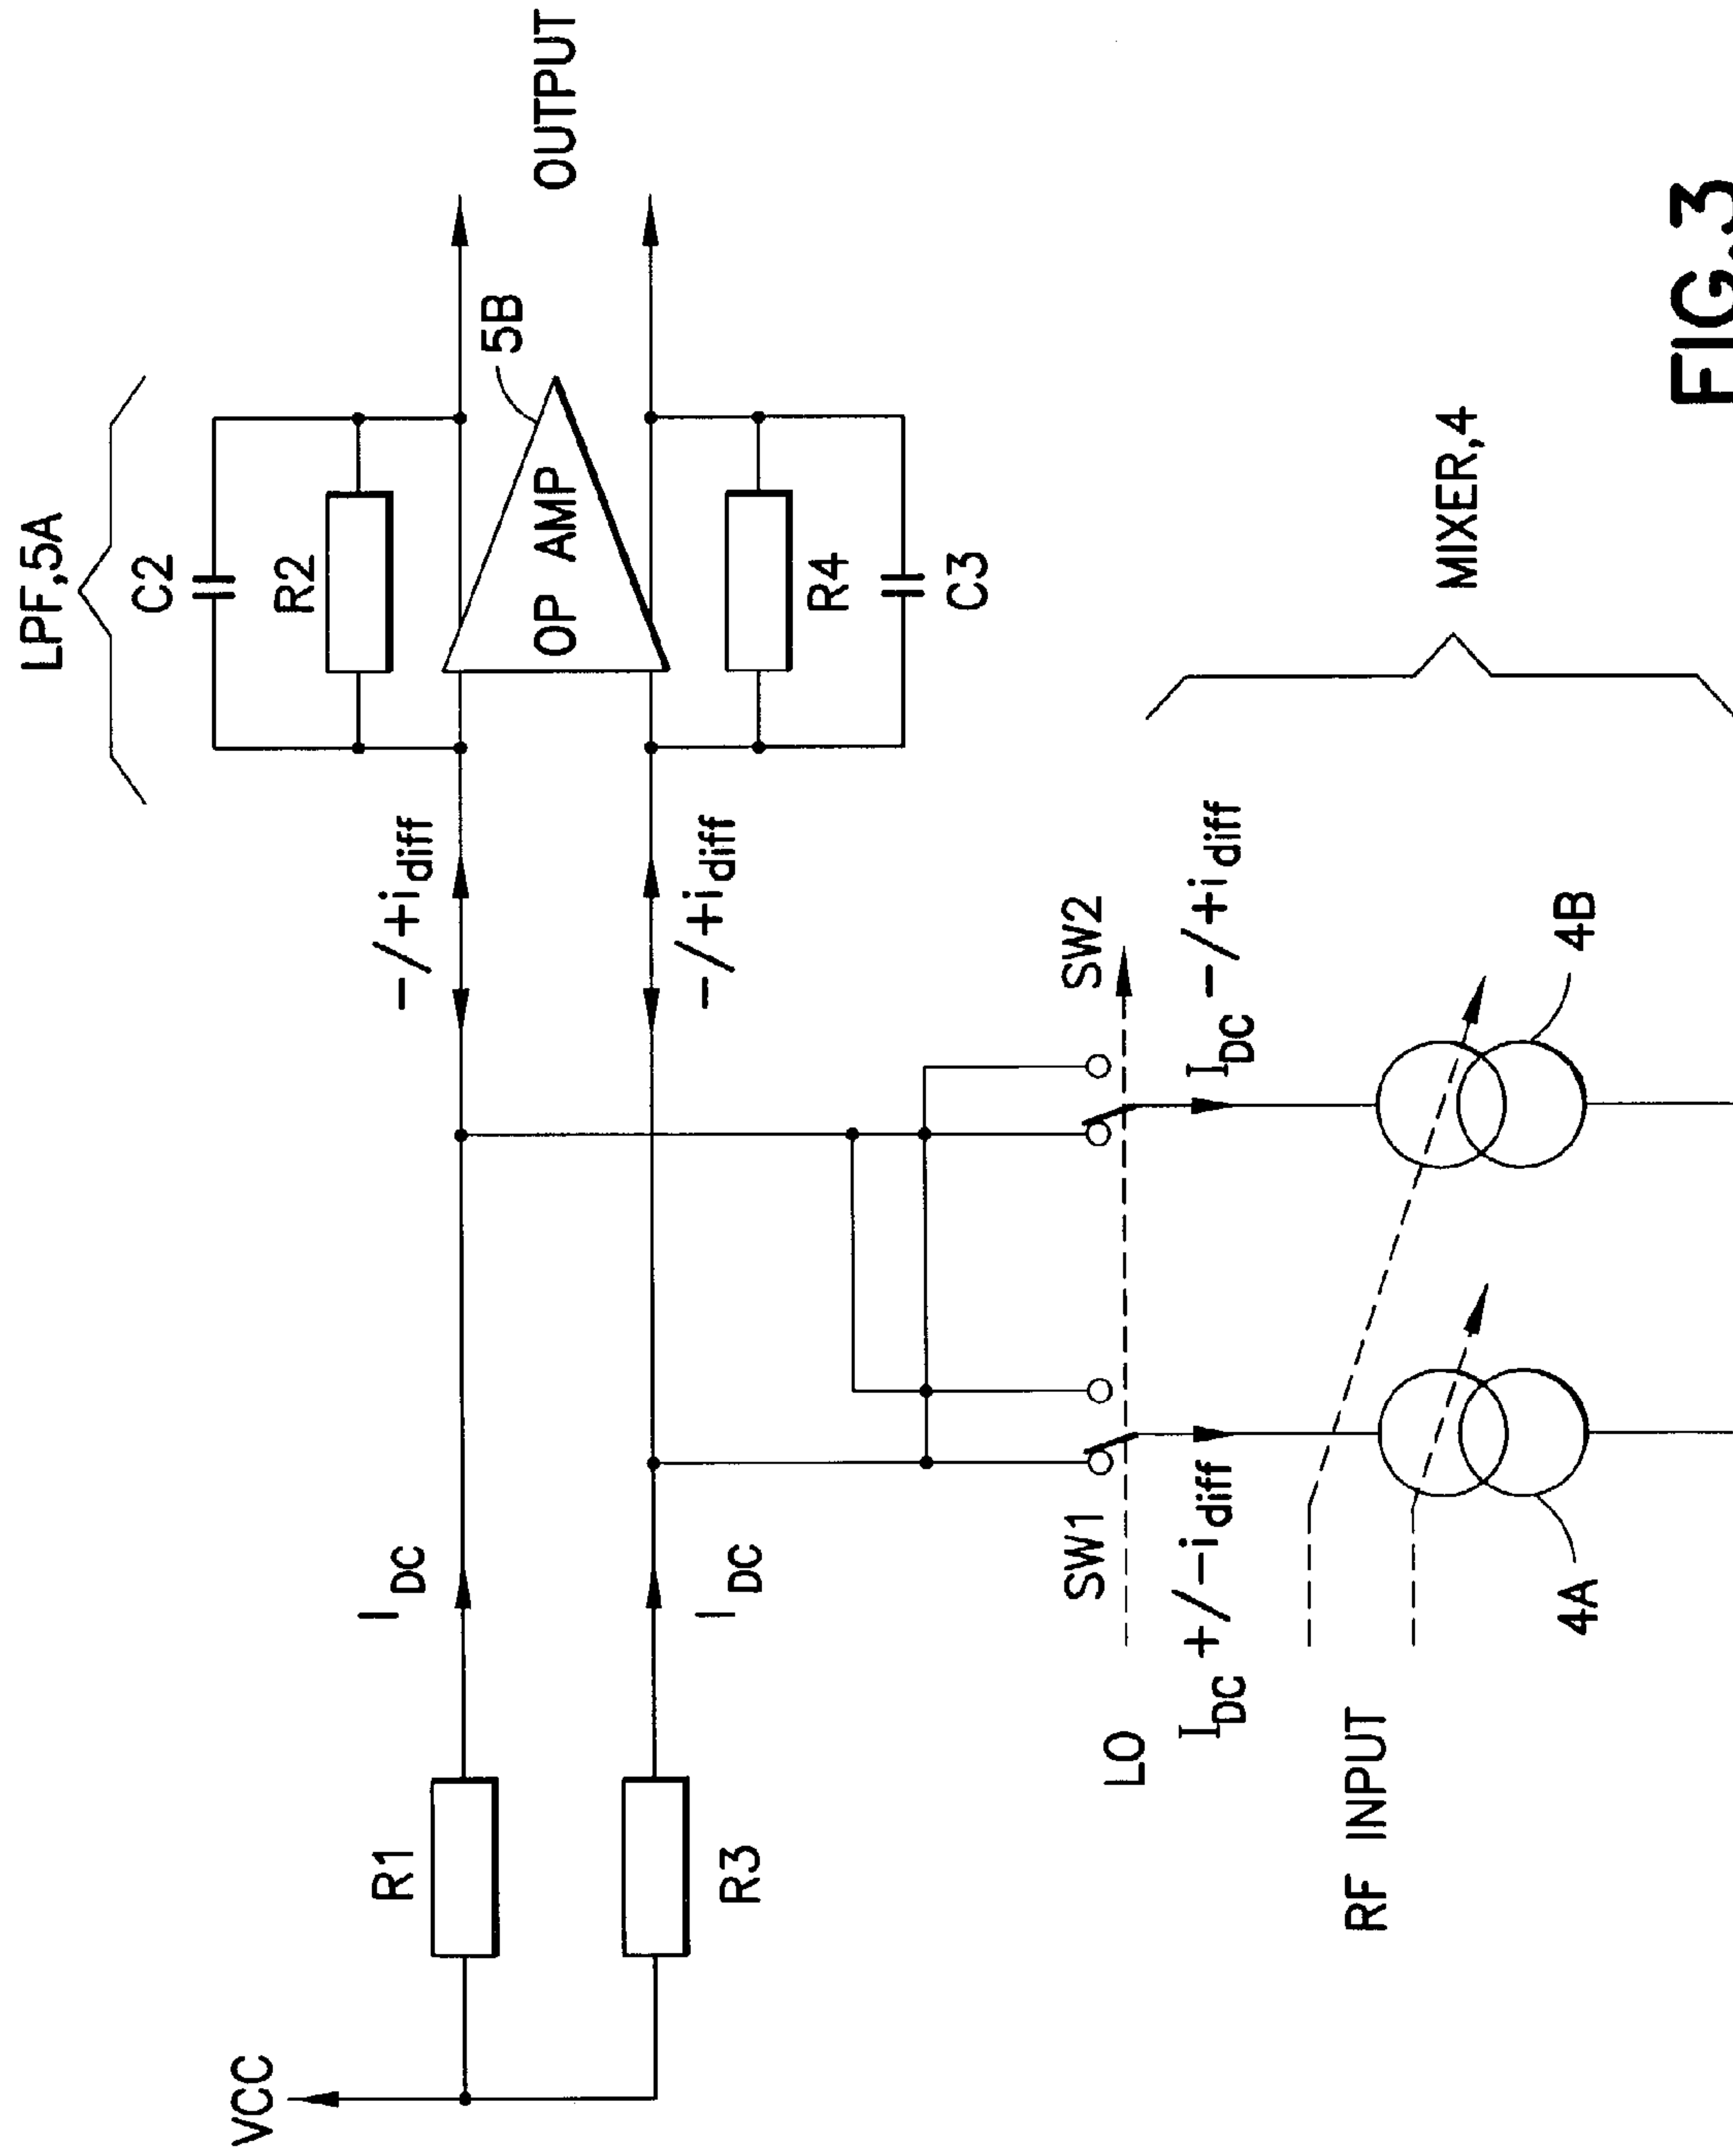 LPF,5A
C2
R2
VCC
R1
I DC
-/+i diff
5B
OP AMP
OUTPUT
R3
I DC
-/+i diff
R4
C3
SW1
SW2
LO
I DC +/-i diff
I DC -/+i diff
RF INPUT
MIXER,4
4A
4B
FIG.3